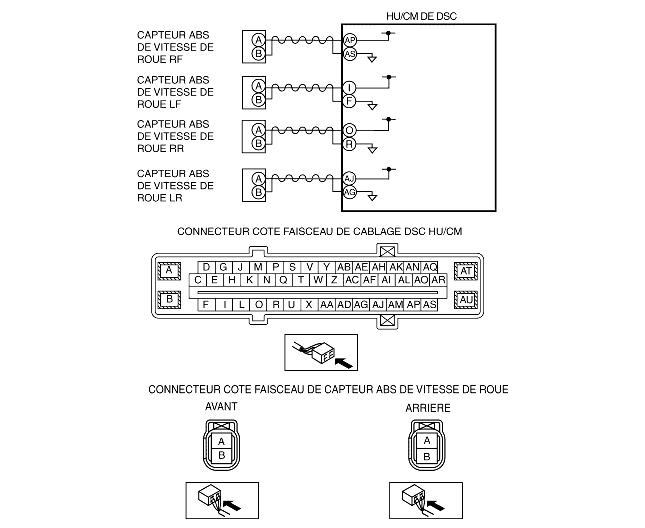 HU/CM DE DSC
CAPTEUR ABS
DE VITESSE DE
ROUE RF
A
B
AP
AS
CAPTEUR ABS
DE VITESSE DE
ROUE LF
A
B
I
F
CAPTEUR ABS
DE VITESSE DE
ROUE RR
A
B
O
R
CAPTEUR ABS
DE VITESSE DE
ROUE LR
A
B
AJ
AG
CONNECTEUR COTE FAISCEAU DE CABLAGE DSC HU/CM
A D G J M P S V Y AB AE AH AK AN AQ AT
C E H K N Q T W Z AC AF AI AL AO AR
B F I L O R U X AA AD AG AJ AM AP AS AU
CONNECTEUR COTE FAISCEAU DE CAPTEUR ABS DE VITESSE DE ROUE
AVANT ARRIERE
A A
B B